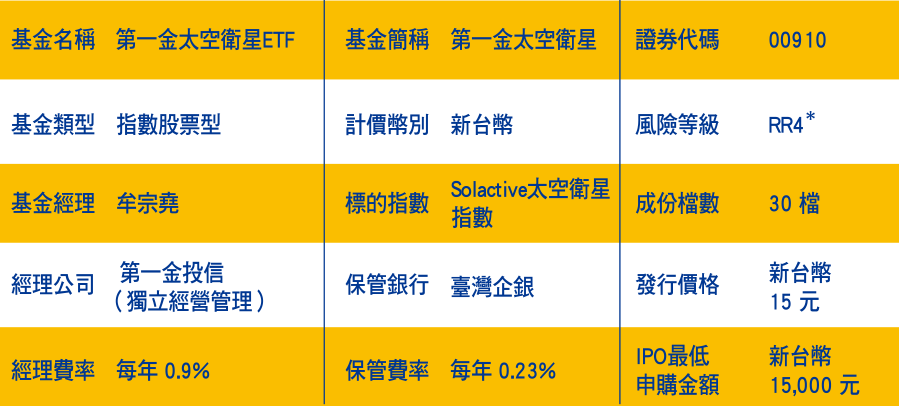 基金名稱 第一金太空衛星ETF 基金簡稱 第一金太空衛星 證券代碼 00910
基金類型 指數股票型 計價幣別 新台幣 風險等級 RR4*
基金經理 牟宗堯 標的指數 Solactive太空衛星
指數 成份檔數 30 檔
經理公司 第一金投信
(獨立經營管理) 保管銀行 臺灣企銀 發行價格 新台幣
15 元
經理費率 每年 0.9% 保管費率 每年 0.23% IPO最低
申購金額 新台幣
15,000 元